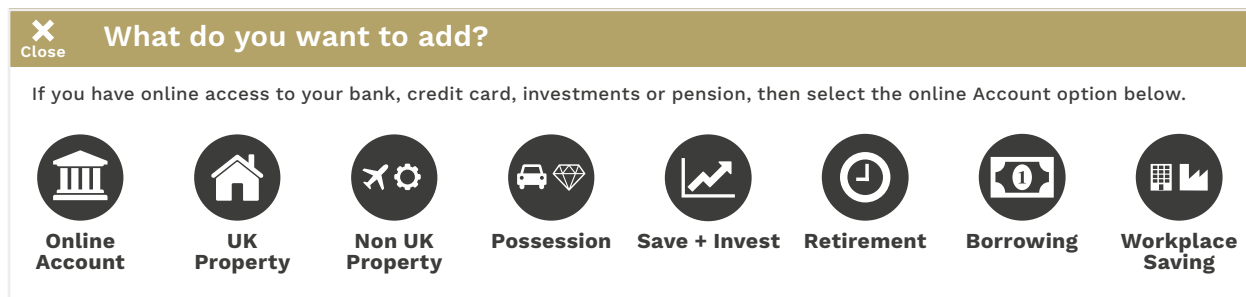 What do you want to add?
Close
If you have online access to your bank, credit card, investments or pension, then select the online Account option below.
1
Online
Account
UK
Property
Non UK
Property
Possession
Save + Invest
Retirement
Borrowing
Workplace
Saving